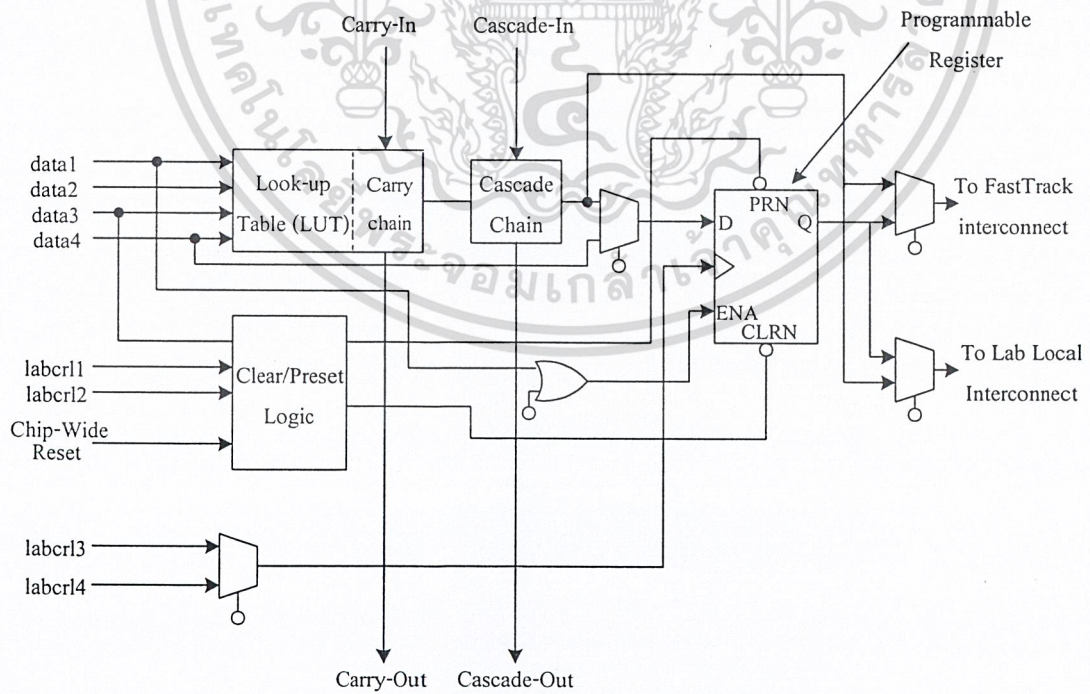 Carry-In
Cascade-In
Programmable
Register
data1
data2
data3
data4
Look-up
Table (LUT)
Carry
chain
Cascade
Chain
PRN
D
Q
ENA
CLRN
To FastTrack
interconnect
To Lab Local
Interconnect
labcrl1
labcrl2
Chip-Wide
Reset
Clear/Preset
Logic
labcrl3
labcrl4
Carry-Out
Cascade-Out